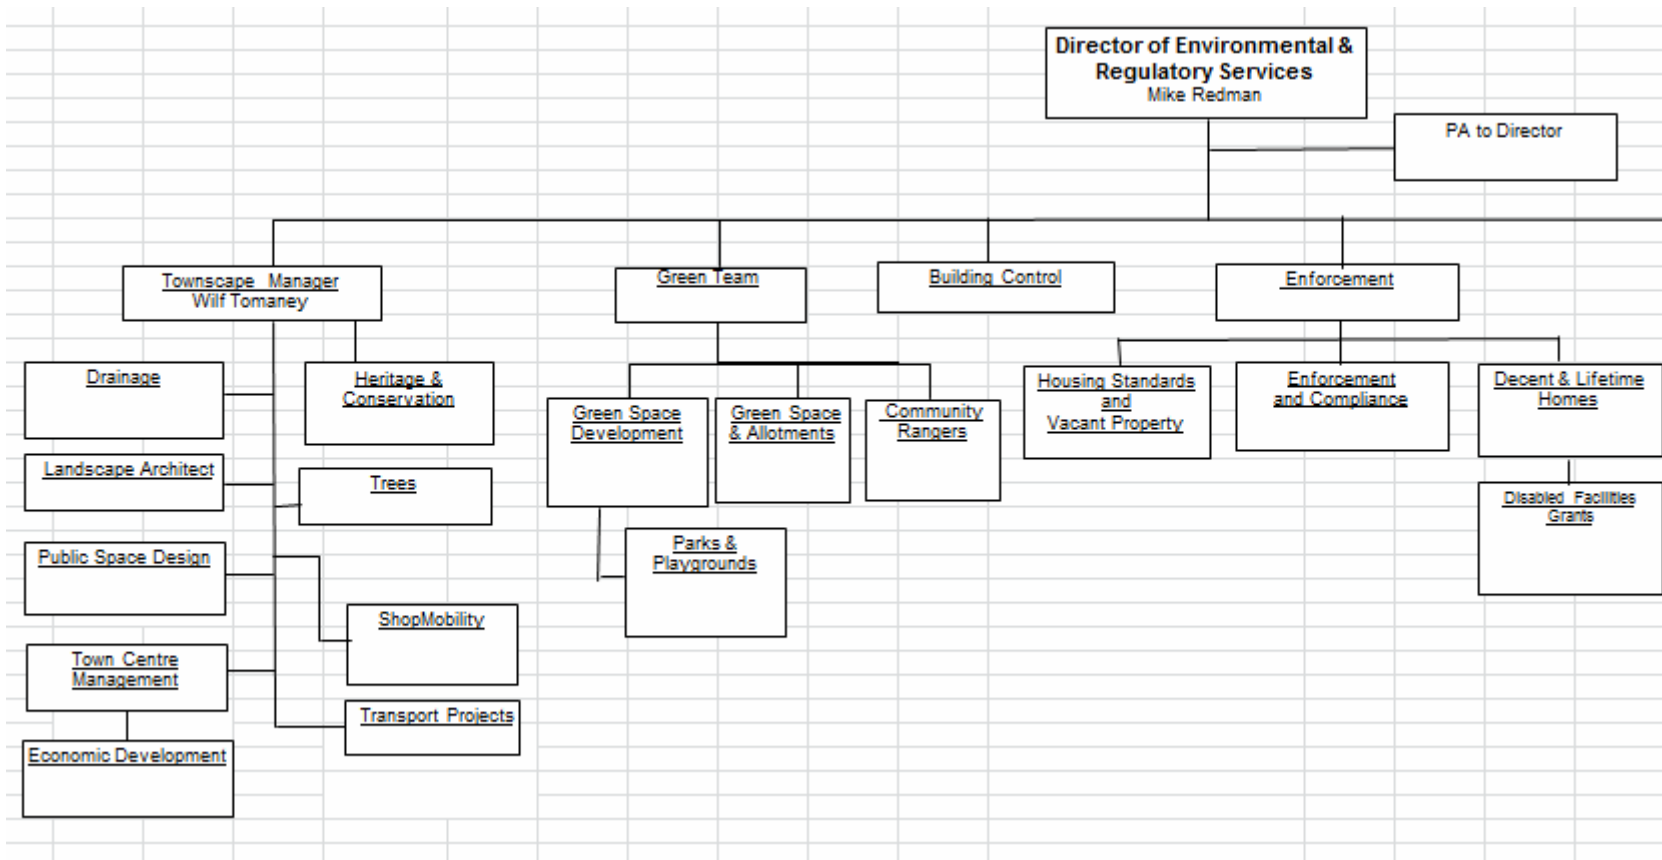 Director of Environmental &
Regulatory Services
Mike Redman
PA to Director
Townscape Manager
Wilf Tomaney
Green Team
Building Control
Enforcement
Drainage
Heritage &
Conservation
Landscape Architect
Trees
Public Space Design
ShopMobility
Town Centre
Management
Transport Projects
Economic Development
Green Space
Development
Green Space
& Allotments
Community
Rangers
Parks &
Playgrounds
Housing Standards
and
Vacant Property
Enforcement
and Compliance
Decent & Lifetime
Homes
Disabled Facilities
Grants